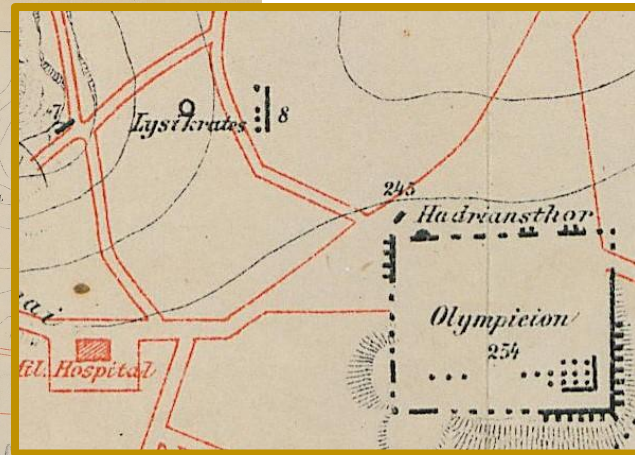 7
Lysikrates
8
245
Hadriansthor
Olympieion
254
Mil. Hospital